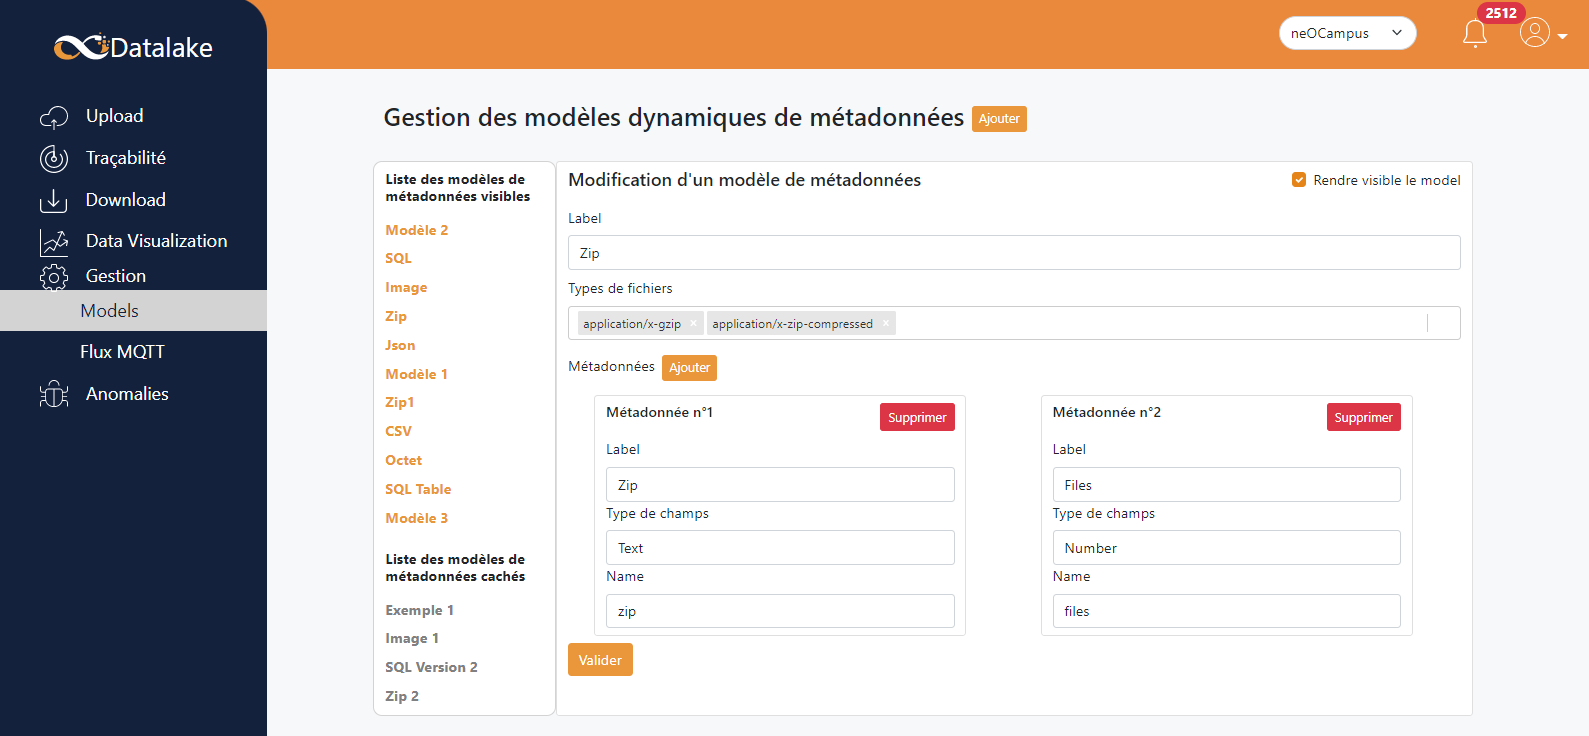 Datalake
neOCampus
2512
Upload
Traçabilité
Download
Data Visualization
Gestion
Models
Flux MQTT
Anomalies
Gestion des modèles dynamiques de métadonnées
Ajouter
Liste des modèles de
métadonnées visibles
Modèle 2
SQL
Image
Zip
Json
Modèle 1
Zip1
CSV
Octet
SQL Table
Modèle 3
Liste des modèles de
métadonnées cachés
Exemple 1
Image 1
SQL Version 2
Zip 2
Modification d'un modèle de métadonnées
Rendre visible le model
Label
Zip
Types de fichiers
application/x-gzip ×
application/x-zip-compressed ×
Métadonnées
Ajouter
Métadonnée n°1
Supprimer
Label
Zip
Type de champs
Text
Name
zip
Métadonnée n°2
Supprimer
Label
Files
Type de champs
Number
Name
files
Valider